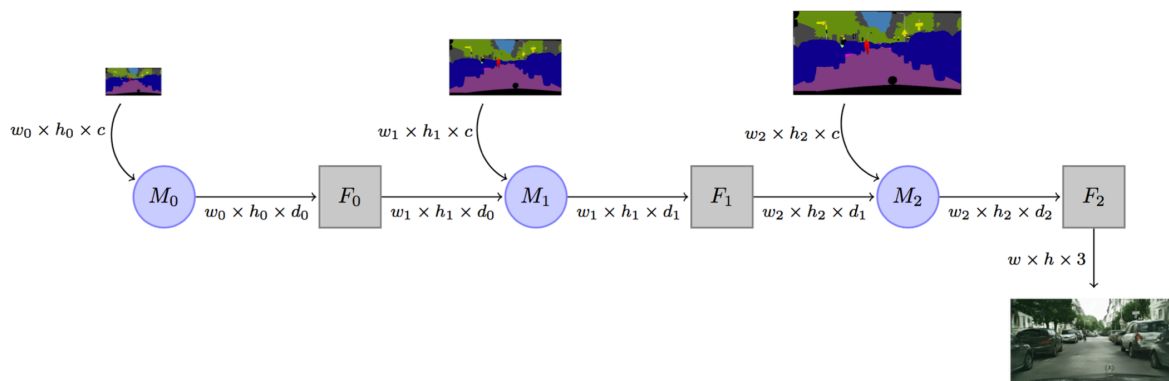 w₀ × h₀ × c
w₁ × h₁ × c
w₂ × h₂ × c
M₀
F₀
M₁
F₁
M₂
F₂
w₀ × h₀ × d₀
w₁ × h₁ × d₀
w₁ × h₁ × d₁
w₂ × h₂ × d₁
w₂ × h₂ × d₂
w × h × 3